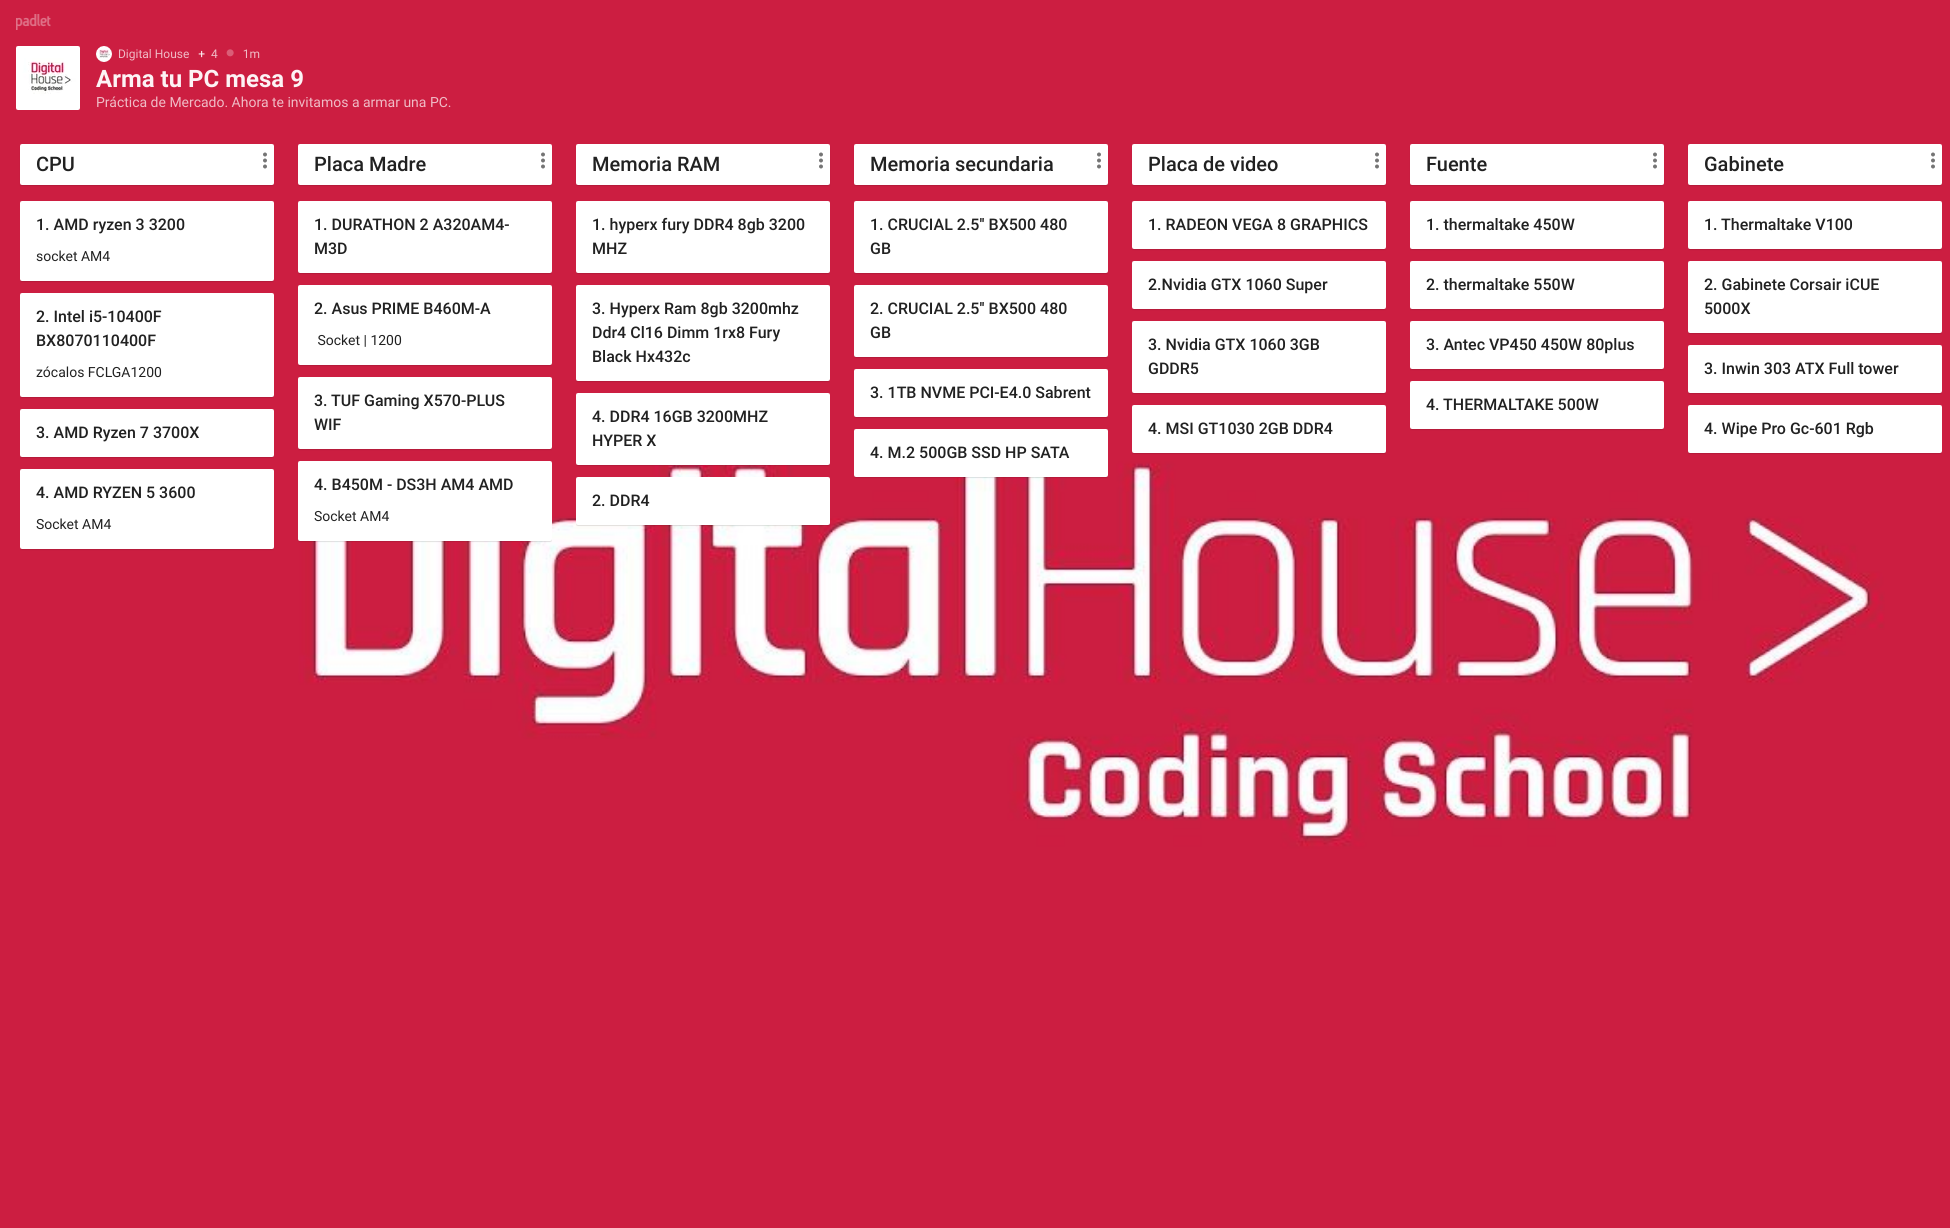 padlet
Digital House + 4 • 1m
Arma tu PC mesa 9
Práctica de Mercado. Ahora te invitamos a armar una PC.
Digital
House>
Coding School
CPU
1. AMD ryzen 3 3200
socket AM4
2. Intel i5-10400F
BX8070110400F
zócalos FCLGA1200
3. AMD Ryzen 7 3700X
4. AMD RYZEN 5 3600
Socket AM4
Placa Madre
1. DURATHON 2 A320AM4-
M3D
2. Asus PRIME B460M-A
Socket | 1200
3. TUF Gaming X570-PLUS
WIF
4. B450M - DS3H AM4 AMD
Socket AM4
Memoria RAM
1. hyperx fury DDR4 8gb 3200
MHZ
3. Hyperx Ram 8gb 3200mhz
Ddr4 Cl16 Dimm 1rx8 Fury
Black Hx432c
4. DDR4 16GB 3200MHZ
HYPER X
2. DDR4
Memoria secundaria
1. CRUCIAL 2.5" BX500 480
GB
2. CRUCIAL 2.5" BX500 480
GB
3. 1TB NVME PCI-E4.0 Sabrent
4. M.2 500GB SSD HP SATA
Placa de video
1. RADEON VEGA 8 GRAPHICS
2.Nvidia GTX 1060 Super
3. Nvidia GTX 1060 3GB
GDDR5
4. MSI GT1030 2GB DDR4
Fuente
1. thermaltake 450W
2. thermaltake 550W
3. Antec VP450 450W 80plus
4. THERMALTAKE 500W
Gabinete
1. Thermaltake V100
2. Gabinete Corsair iCUE
5000X
3. Inwin 303 ATX Full tower
4. Wipe Pro Gc-601 Rgb
DigitalHouse>
Coding School